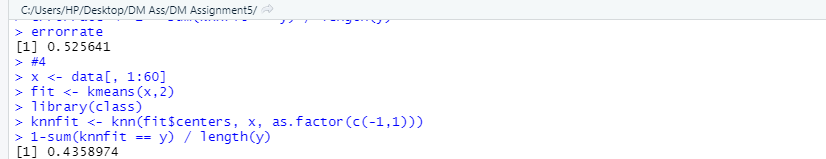 C:/Users/HP/Desktop/DM Ass/DM Assignment5/
> errorrate
[1] 0.525641
> #4
> x <- data[, 1:60]
> fit <- kmeans(x,2)
> library(class)
> knnfit <- knn(fit$centers, x, as.factor(c(-1,1)))
> 1-sum(knnfit == y) / length(y)
[1] 0.4358974